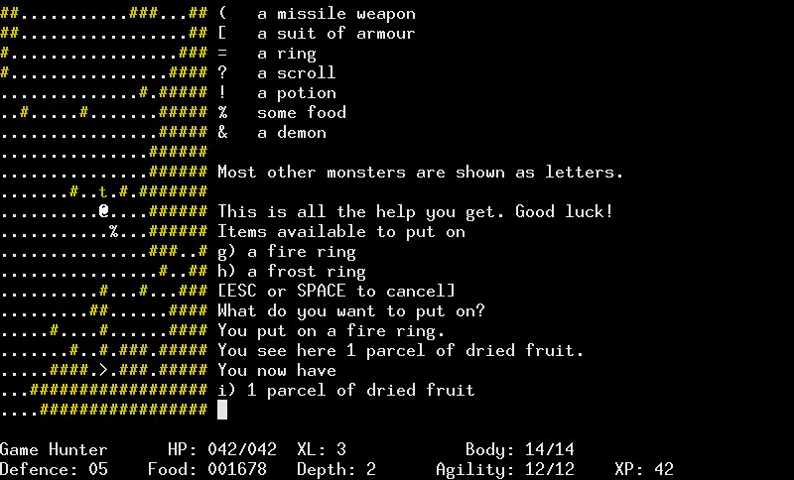 ( a missile weapon
[ a suit of armour
= a ring
? a scroll
! a potion
% some food
& a demon
Most other monsters are shown as letters.
This is all the help you get. Good luck!
Items available to put on
g) a fire ring
h) a frost ring
[ESC or SPACE to cancel]
What do you want to put on?
You put on a fire ring.
You see here 1 parcel of dried fruit.
You now have
i) 1 parcel of dried fruit
Game Hunter HP: 042/042 XL: 3 Body: 14/14
Defence: 05 Food: 001678 Depth: 2 Agility: 12/12 XP: 42